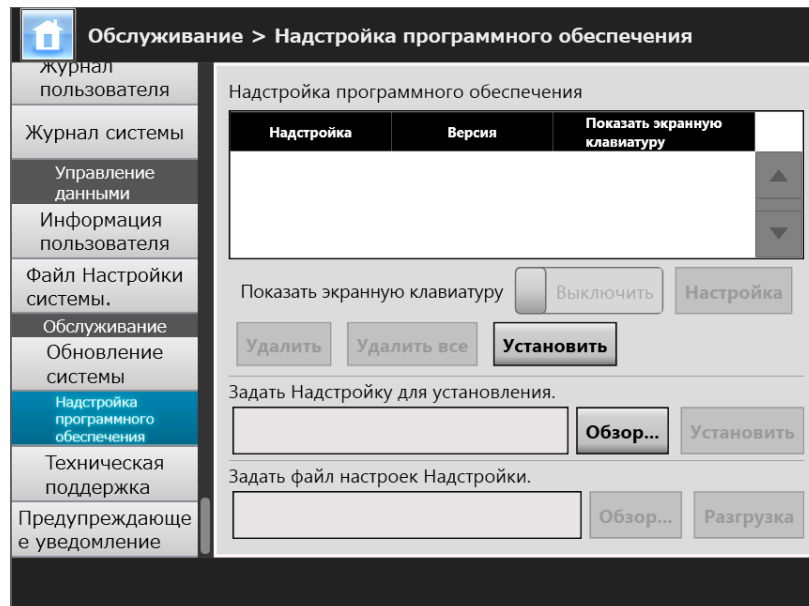 Обслуживание > Надстройка программного обеспечения
Журнал
пользователя
Журнал системы
Управление
данными
Информация
пользователя
Файл Настройки
системы.
Обслуживание
Обновление
системы
Надстройка
программного
обеспечения
Техническая
поддержка
Предупреждающе
е уведомление
Надстройка программного обеспечения
Надстройка Версия Показать экранную
клавиатуру
Показать экранную клавиатуру Выключить Настройка
Удалить Удалить все Установить
Задать Надстройку для установления.
Обзор... Установить
Задать файл настроек Надстройки.
Обзор... Разгрузка